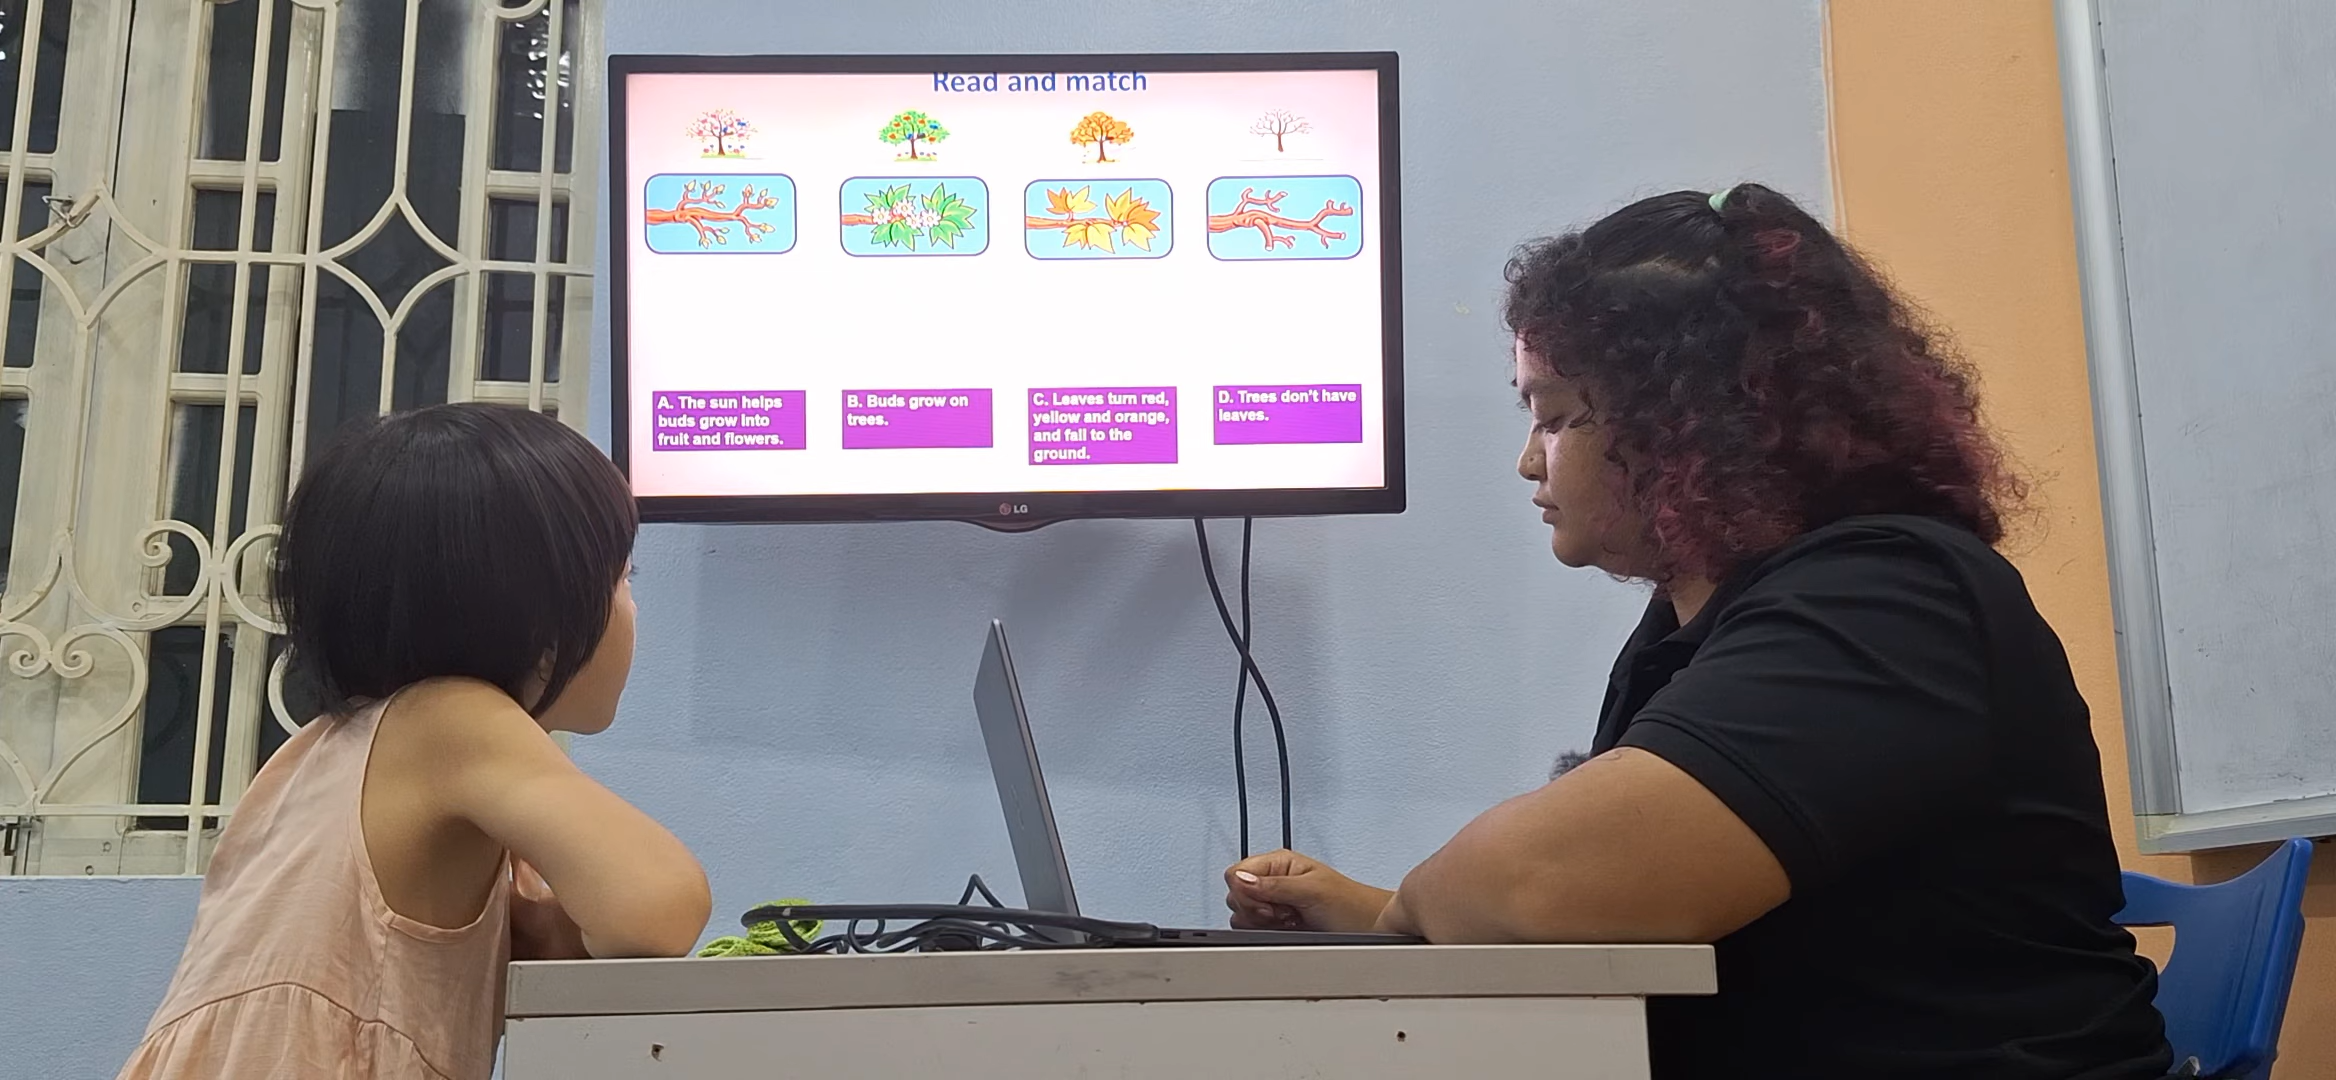 Read and match
A. The sun helps
buds grow into
fruit and flowers.
B. Buds grow on
trees.
C. Leaves turn red,
yellow and orange,
and fall to the
ground.
D. Trees don't have
leaves.
LG